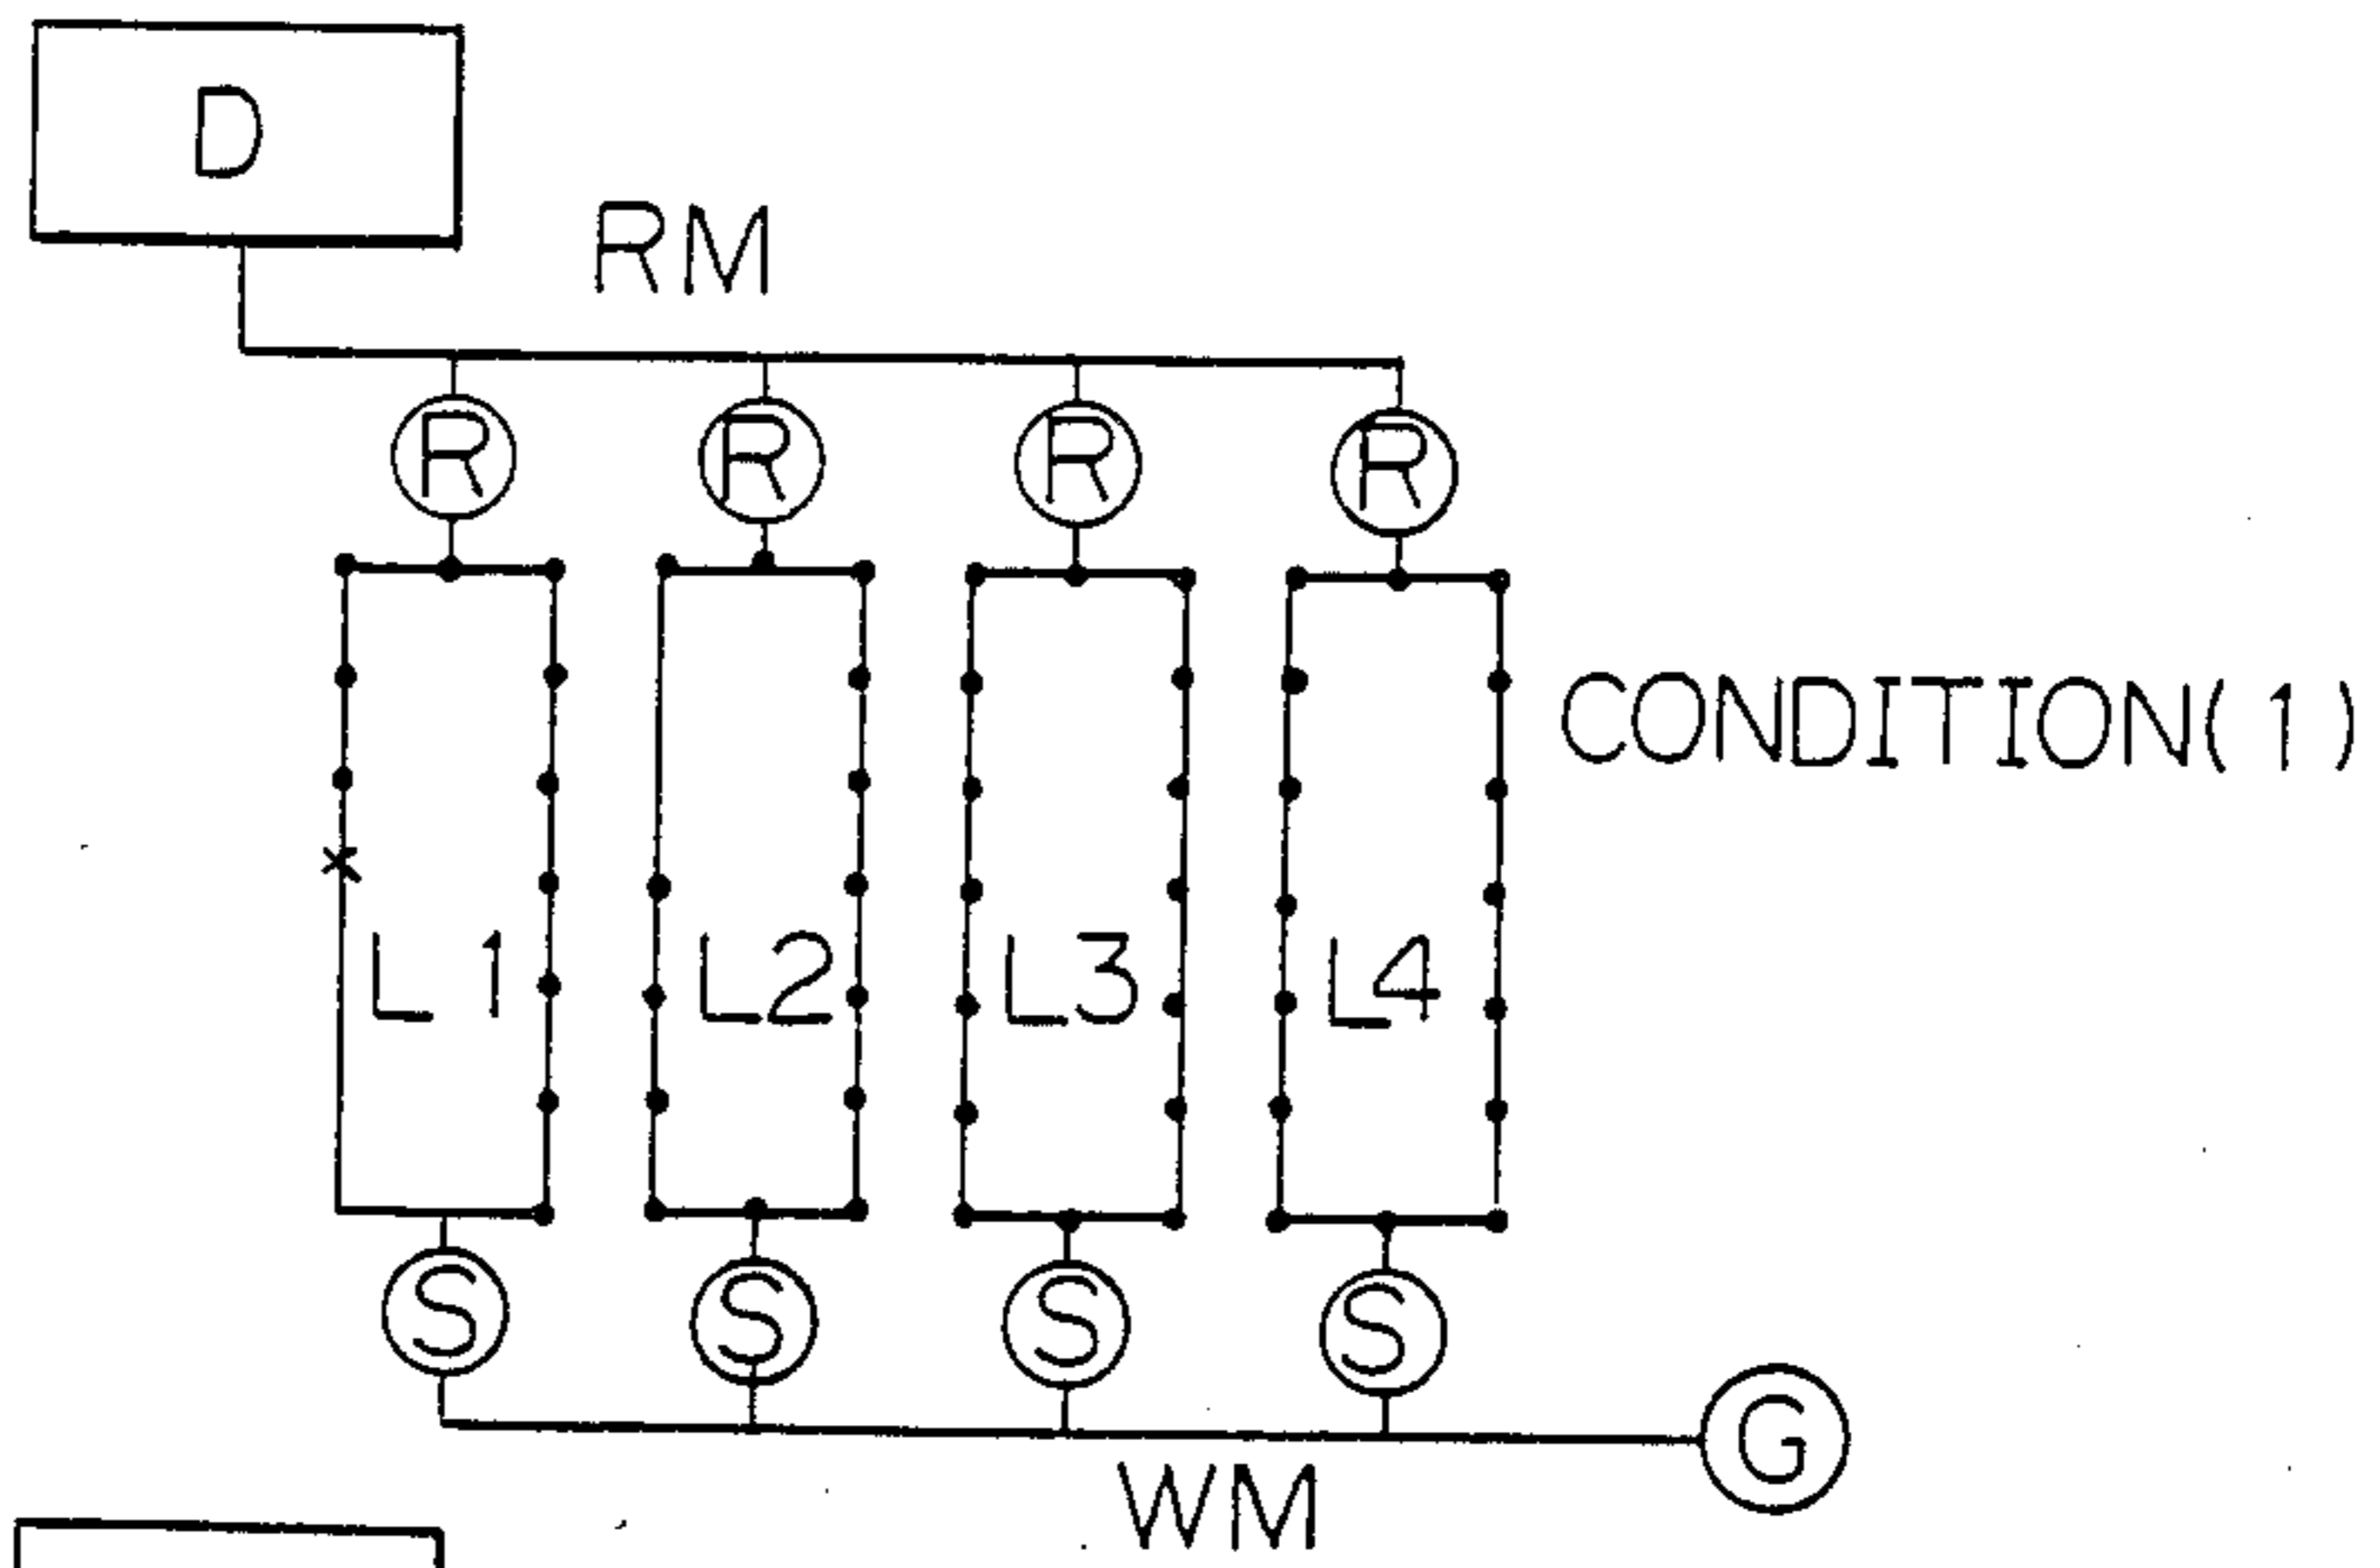 D
RM
R R R R
CONDITION(1)
L1 L2 L3 L4
S S S S
G
WM